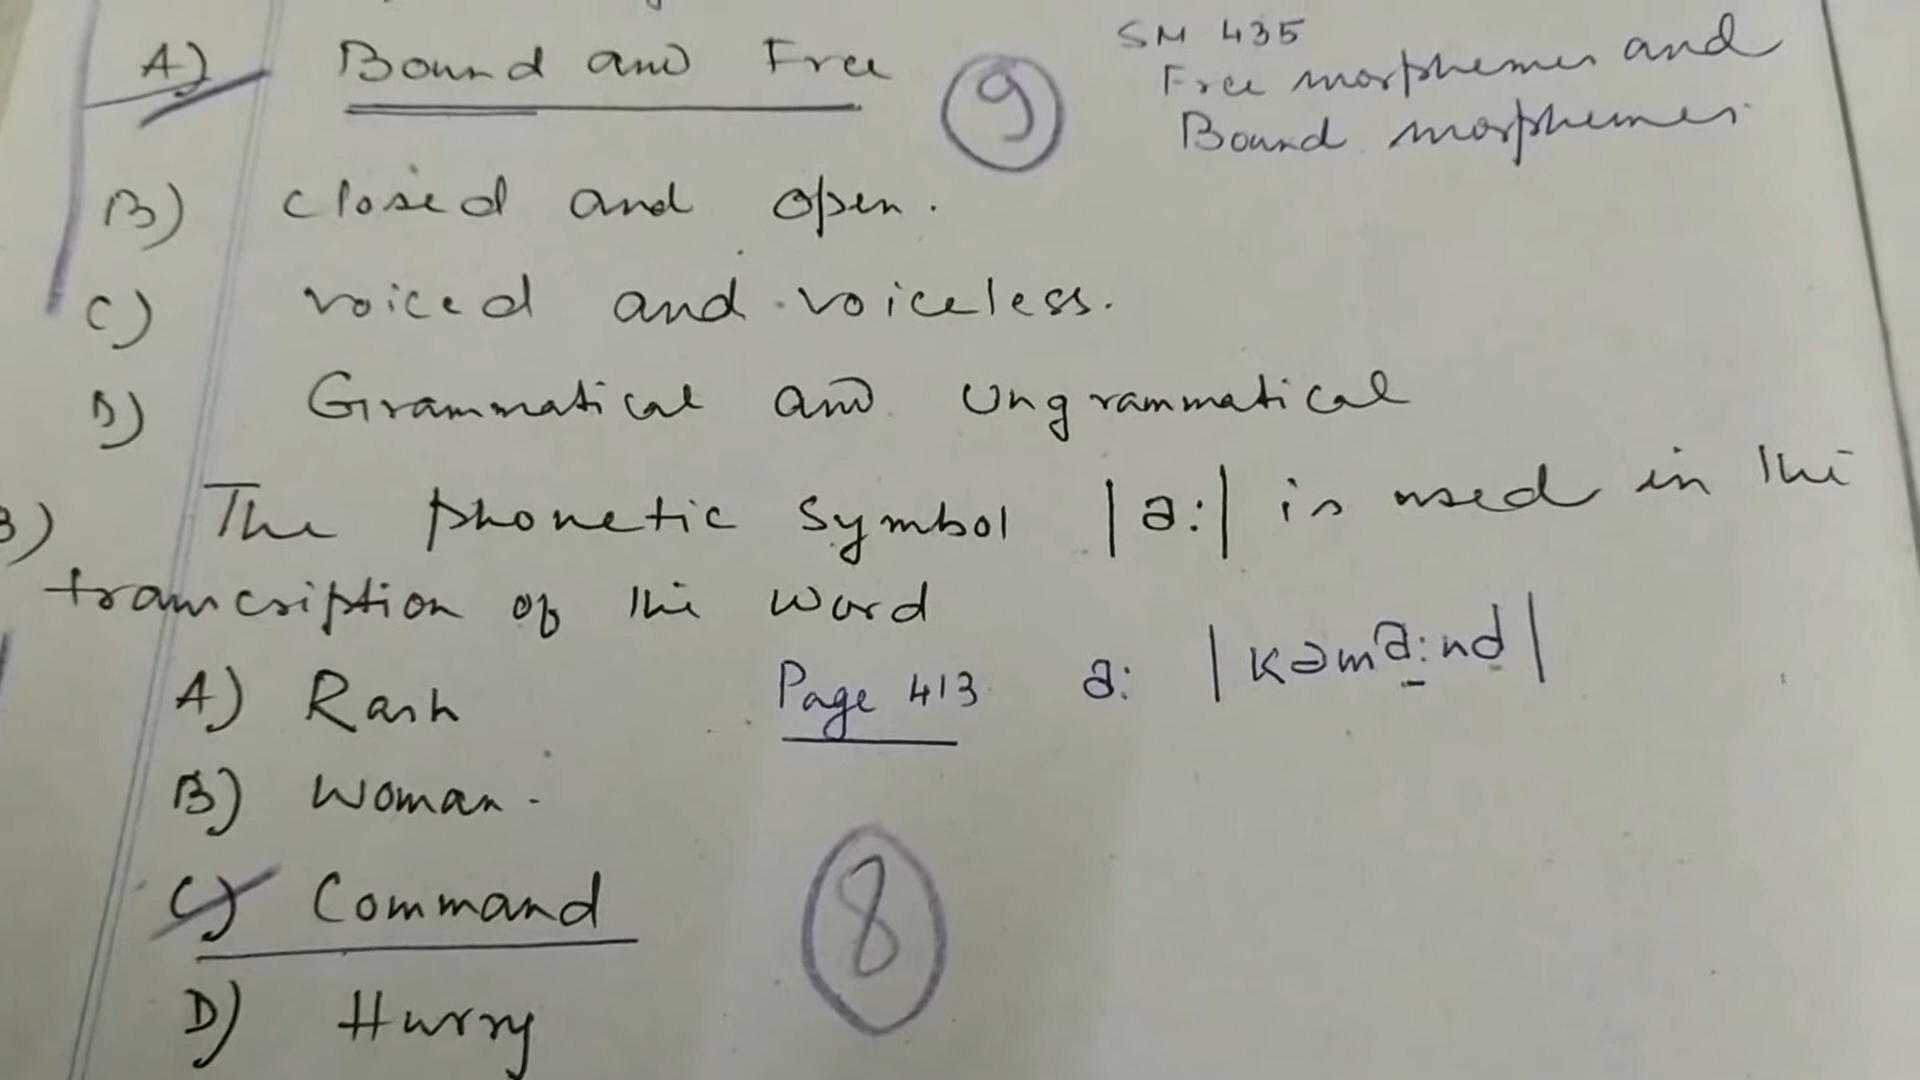 A) Bound and Free
9
SM 435
Free morphemes and
Bound morphemes.
B) closed and open.
C) voiced and voiceless.
D) Grammatical and Ungrammatical
3) The phonetic symbol |a:| is used in the
transcription of the word
A) Rash
Page 413 a: |kəma:nd|
B) Woman.
C) Command
8
D) Hurry